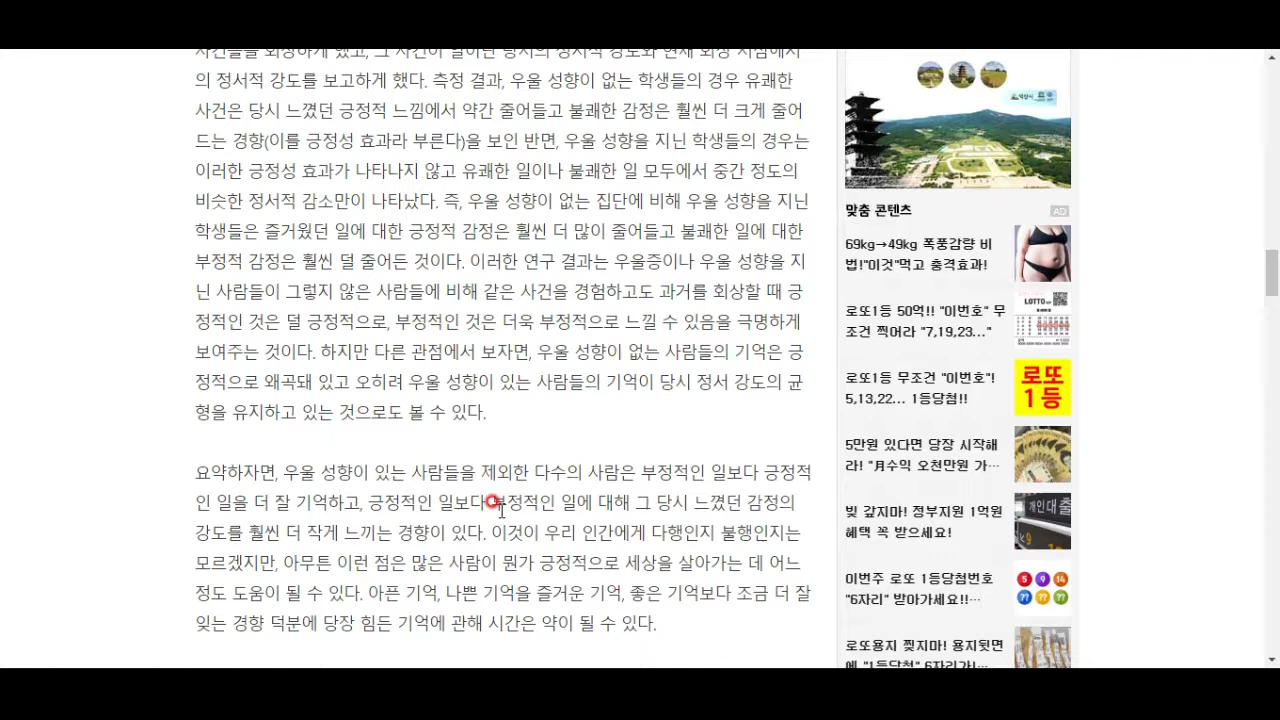 사건들을 회상하게 했고, 그 사건이 일어난 당시의 정서적 강도와 현재 회상 시점에서
의 정서적 강도를 보고하게 했다. 측정 결과, 우울 성향이 없는 학생들의 경우 유쾌한
사건은 당시 느꼈던 긍정적 느낌에서 약간 줄어들고 불쾌한 감정은 훨씬 더 크게 줄어
드는 경향(이를 긍정성 효과라 부른다)을 보인 반면, 우울 성향을 지닌 학생들의 경우는
이러한 긍정성 효과가 나타나지 않고 유쾌한 일이나 불쾌한 일 모두에서 중간 정도의
비슷한 정서적 감소만이 나타났다. 즉, 우울 성향이 없는 집단에 비해 우울 성향을 지닌
학생들은 즐거웠던 일에 대한 긍정적 감정은 훨씬 더 많이 줄어들고 불쾌한 일에 대한
부정적 감정은 훨씬 덜 줄어든 것이다. 이러한 연구 결과는 우울증이나 우울 성향을 지
닌 사람들이 그렇지 않은 사람들에 비해 같은 사건을 경험하고도 과거를 회상할 때 긍
정적인 것은 덜 긍정적으로, 부정적인 것은 더욱 부정적으로 느낄 수 있음을 극명하게
보여주는 것이다. 하지만 다른 관점에서 보자면, 우울 성향이 없는 사람들의 기억은 긍
정적으로 왜곡돼 있고 오히려 우울 성향이 있는 사람들의 기억이 당시 정서 강도의 균
형을 유지하고 있는 것으로도 볼 수 있다.
요약하자면, 우울 성향이 있는 사람들을 제외한 다수의 사람은 부정적인 일보다 긍정적
인 일을 더 잘 기억하고, 긍정적인 일보다 부정적인 일에 대해 그 당시 느꼈던 감정의
강도를 훨씬 더 작게 느끼는 경향이 있다. 이것이 우리 인간에게 다행인지 불행인지는
모르겠지만, 아무튼 이런 점은 많은 사람이 뭔가 긍정적으로 세상을 살아가는 데 어느
정도 도움이 될 수 있다. 아픈 기억, 나쁜 기억을 즐거운 기억, 좋은 기억보다 조금 더 잘
잊는 경향 덕분에 당장 힘든 기억에 관해 시간은 약이 될 수 있다.
맞춤 콘텐츠 AD
69kg→49kg 폭풍감량 비
법!"이것"먹고 충격효과!
로또1등 50억!! "이번호" 무
조건 찍어라 "7,19,23..."
LOTTO
로또1등 무조건 "이번호"!
5,13,22... 1등당첨!!
로또
1등
5만원 있다면 당장 시작해
라! "月수익 오천만원 가…
빚 갚지마! 정부지원 1억원
혜택 꼭 받으세요!
개인대출
이번주 로또 1등당첨번호
"6자리" 받아가세요!!…
5 9 14
?? ?? ??
로또용지 찢지마! 용지뒷면
에 "1등당첨" 6자리가!…